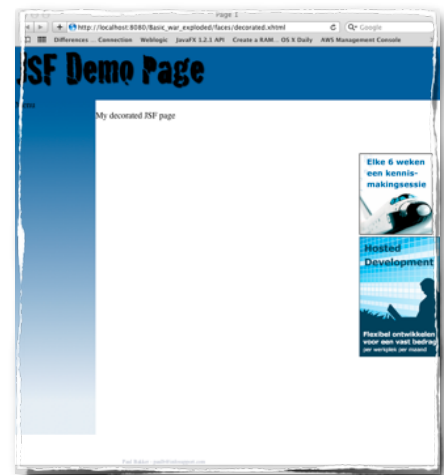 Page 1
http://localhost:8080/Basic_war_exploded/faces/decorated.xhtml
Google
Differences
Connection
Weblogic
JavaFX 1.2.1 API
Create a RAM...
OS X Daily
AWS Management Console
JSF Demo Page
My decorated JSF page
Elke 6 weken
een kennis-
makingsessie
Hosted
Development
Flexibel ontwikkelen
voor een vast bedrag
per werkplek per maand